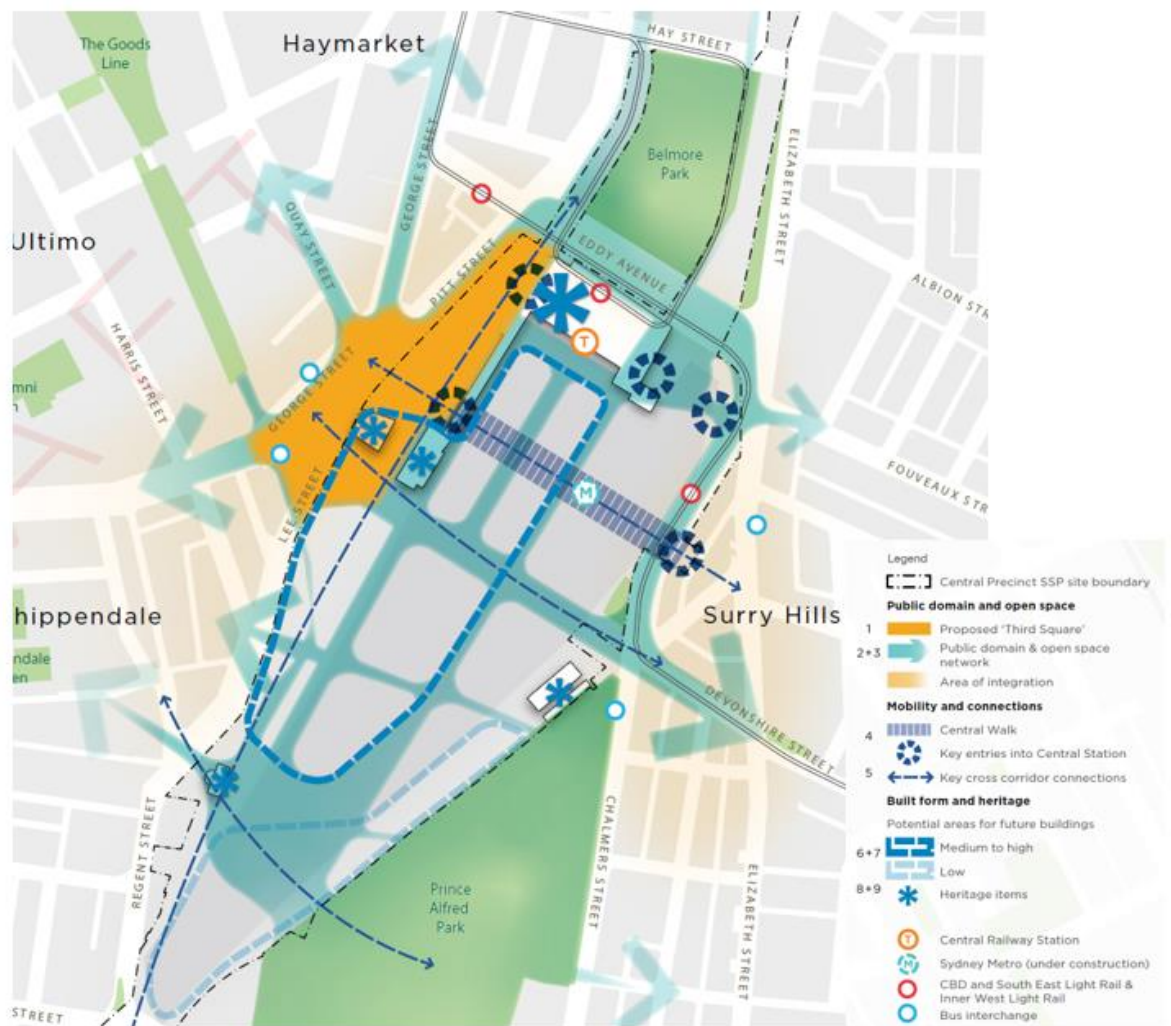 The Goods
Line
Haymarket
HAY STREET
GEORGE STREET
Belmore
Park
ELIZABETH STREET
QUAY STREET
Ultimo
PITT STREET
EDDY AVENUE
ALBION STR
HARRIS STREET
T
GEORGE STREET
mni
n
FOUVEAUX STR
M
LEE STREET
hippendale
Surry Hills
ndale
en
DEVONSHIRE STREET
REGENT STREET
CHALMERS STREET
ELIZABETH STREET
Prince
Alfred
Park
STREET
Legend
Central Precinct SSP site boundary
Public domain and open space
1 Proposed 'Third Square'
2+3 Public domain & open space
network
Area of integration
Mobility and connections
4 Central Walk
Key entries into Central Station
5 Key cross corridor connections
Built form and heritage
Potential areas for future buildings
6+7 Medium to high
Low
8+9 Heritage items
T Central Railway Station
M Sydney Metro (under construction)
CBD and South East Light Rail &
Inner West Light Rail
Bus interchange